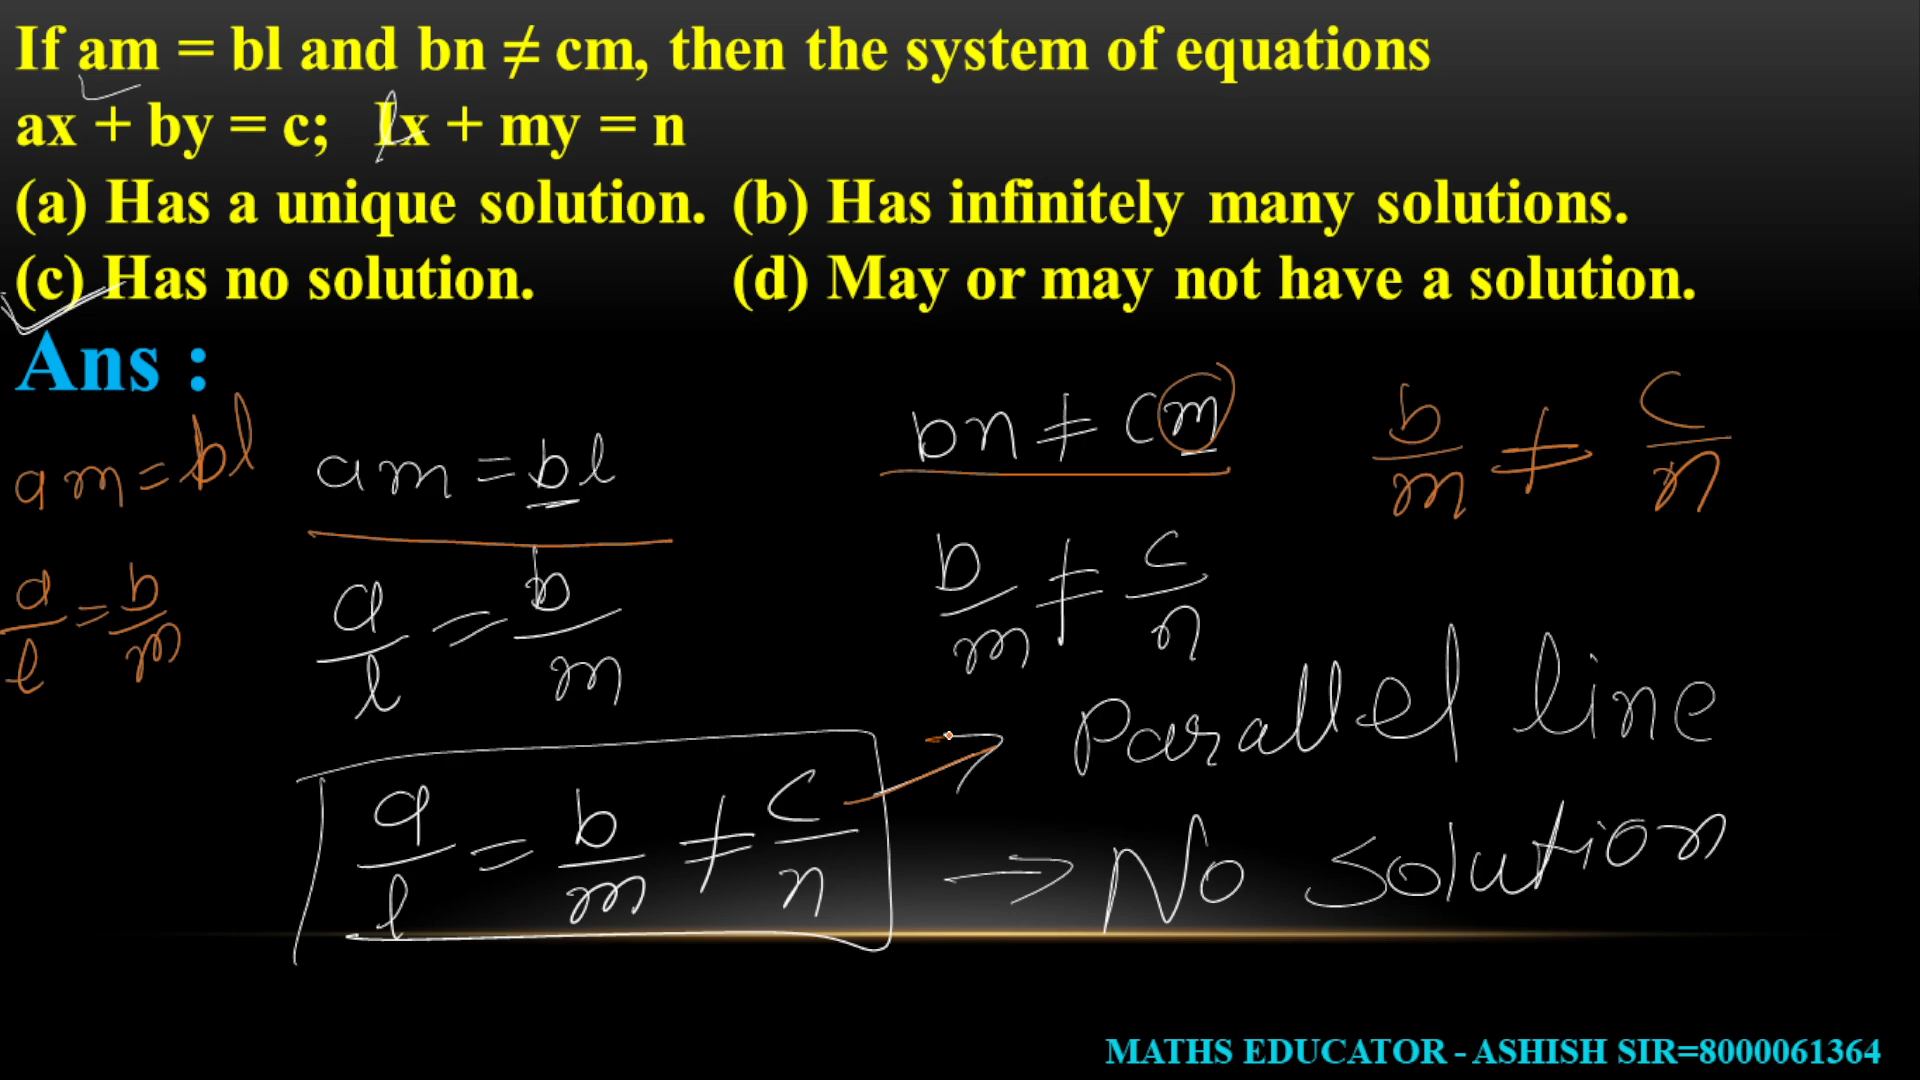 If am = bl and bn ≠ cm, then the system of equations
ax + by = c; lx + my = n
(a) Has a unique solution. (b) Has infinitely many solutions.
(c) Has no solution. (d) May or may not have a solution.
Ans :
am = bl am = bl bn ≠ cm b/m ≠ c/n
a/l = b/m a/l = b/m b/m ≠ c/n
a/l = b/m ≠ c/n → Parallel line
→ No solution
MATHS EDUCATOR - ASHISH SIR=8000061364